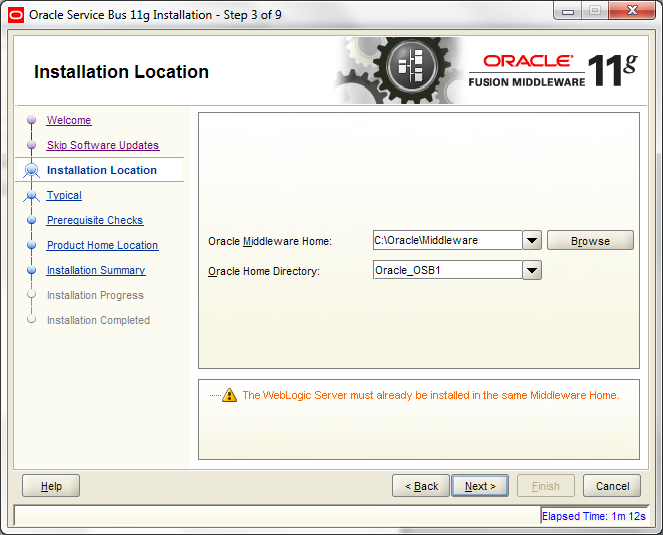 Oracle Service Bus 11g Installation - Step 3 of 9
Installation Location
ORACLE
FUSION MIDDLEWARE 11g
Welcome
Skip Software Updates
Installation Location
Typical
Prerequisite Checks
Product Home Location
Installation Summary
Installation Progress
Installation Completed
Oracle Middleware Home: C:\Oracle\Middleware Browse
Oracle Home Directory: Oracle_OSB1
The WebLogic Server must already be installed in the same Middleware Home.
Help < Back Next > Finish Cancel
Elapsed Time: 1m 12s